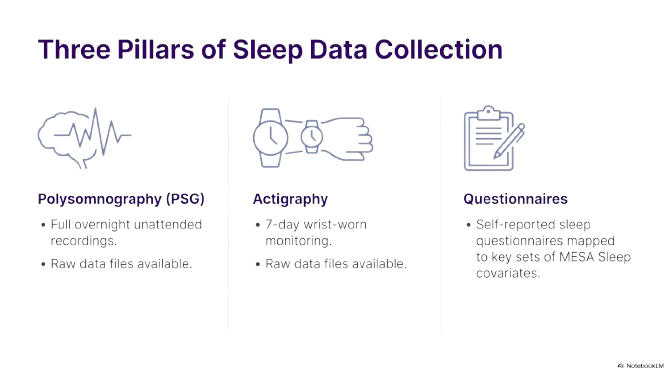 Three Pillars of Sleep Data Collection
Polysomnography (PSG)
• Full overnight unattended
recordings.
• Raw data files available.
Actigraphy
• 7-day wrist-worn
monitoring.
• Raw data files available.
Questionnaires
• Self-reported sleep
questionnaires mapped
to key sets of MESA Sleep
covariates.
NotebookLM